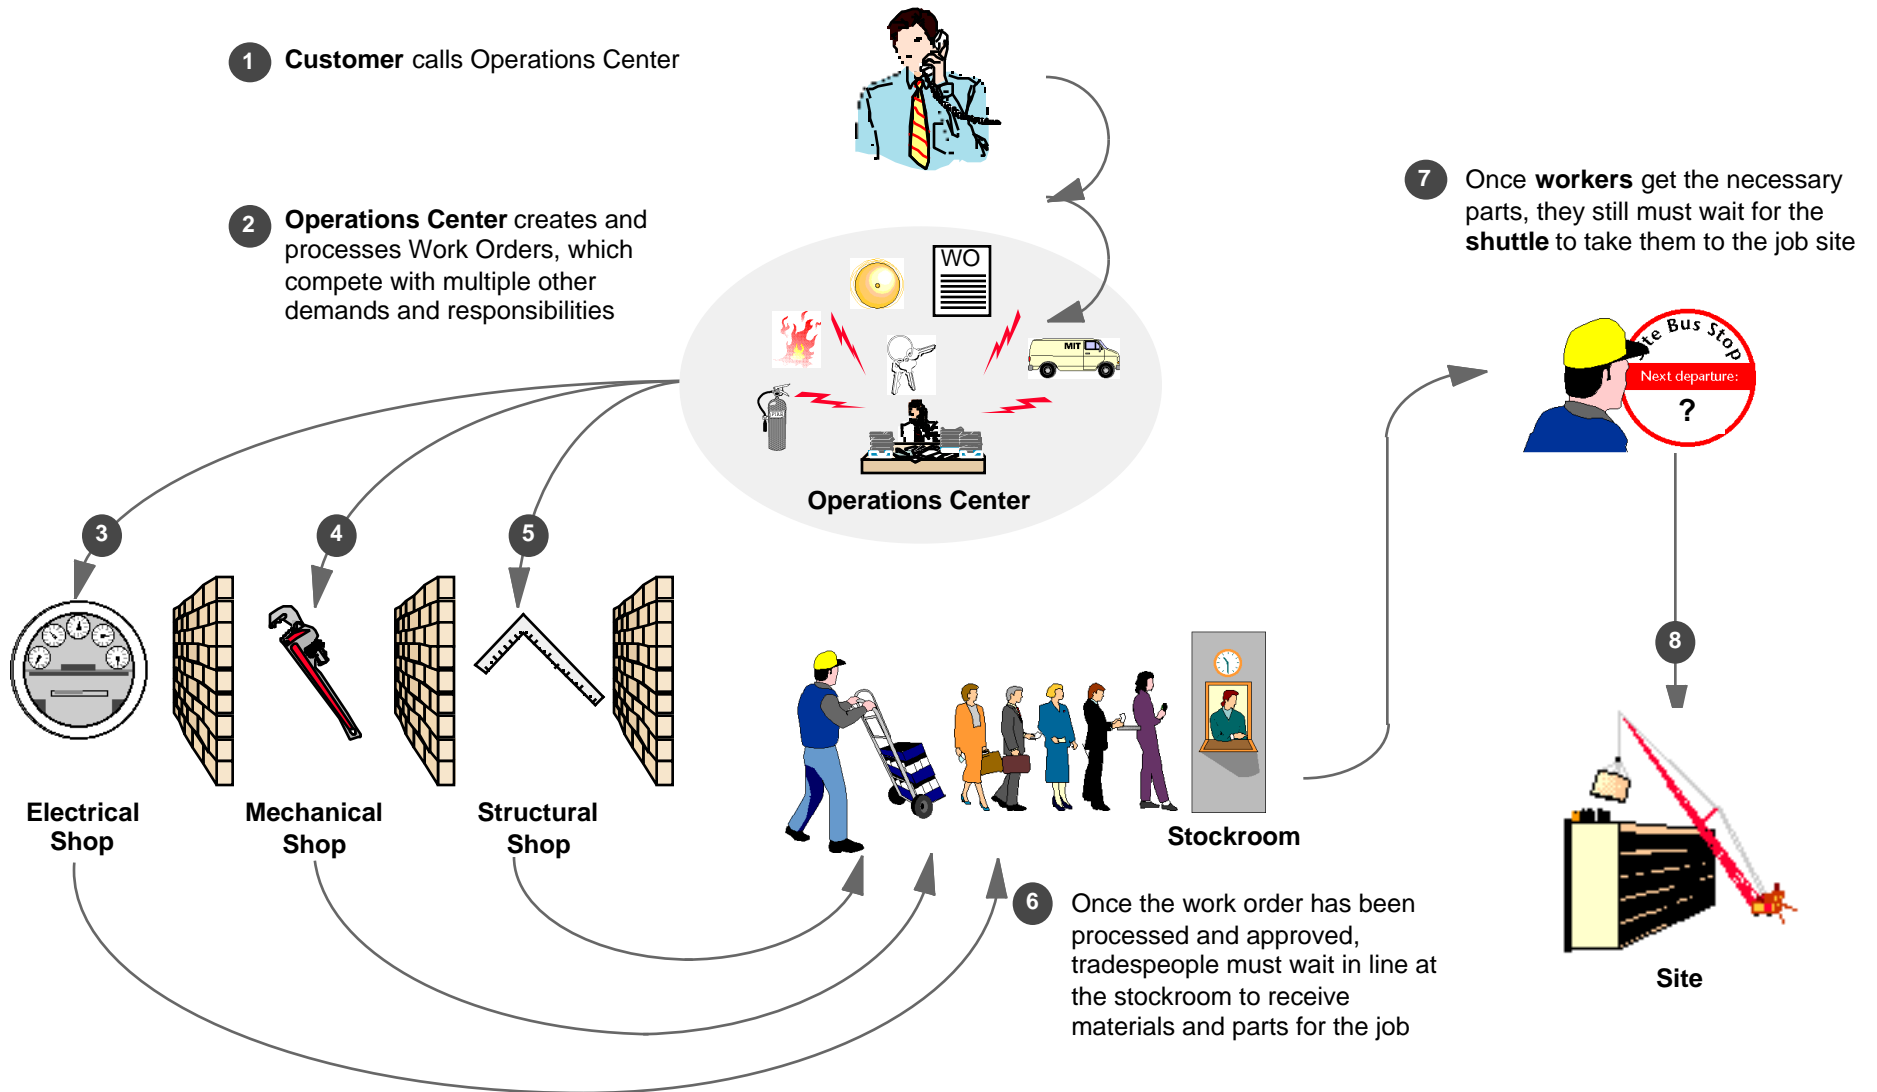 1
Customer calls Operations Center
2
Operations Center creates and
processes Work Orders, which
compete with multiple other
demands and responsibilities
WO
MIT
Operations Center
3
4
5
Electrical
Shop
Mechanical
Shop
Structural
Shop
Stockroom
6
Once the work order has been
processed and approved,
tradespeople must wait in line at
the stockroom to receive
materials and parts for the job
7
Once workers get the necessary
parts, they still must wait for the
shuttle to take them to the job site
Bus Stop
Next departure:
?
8
Site